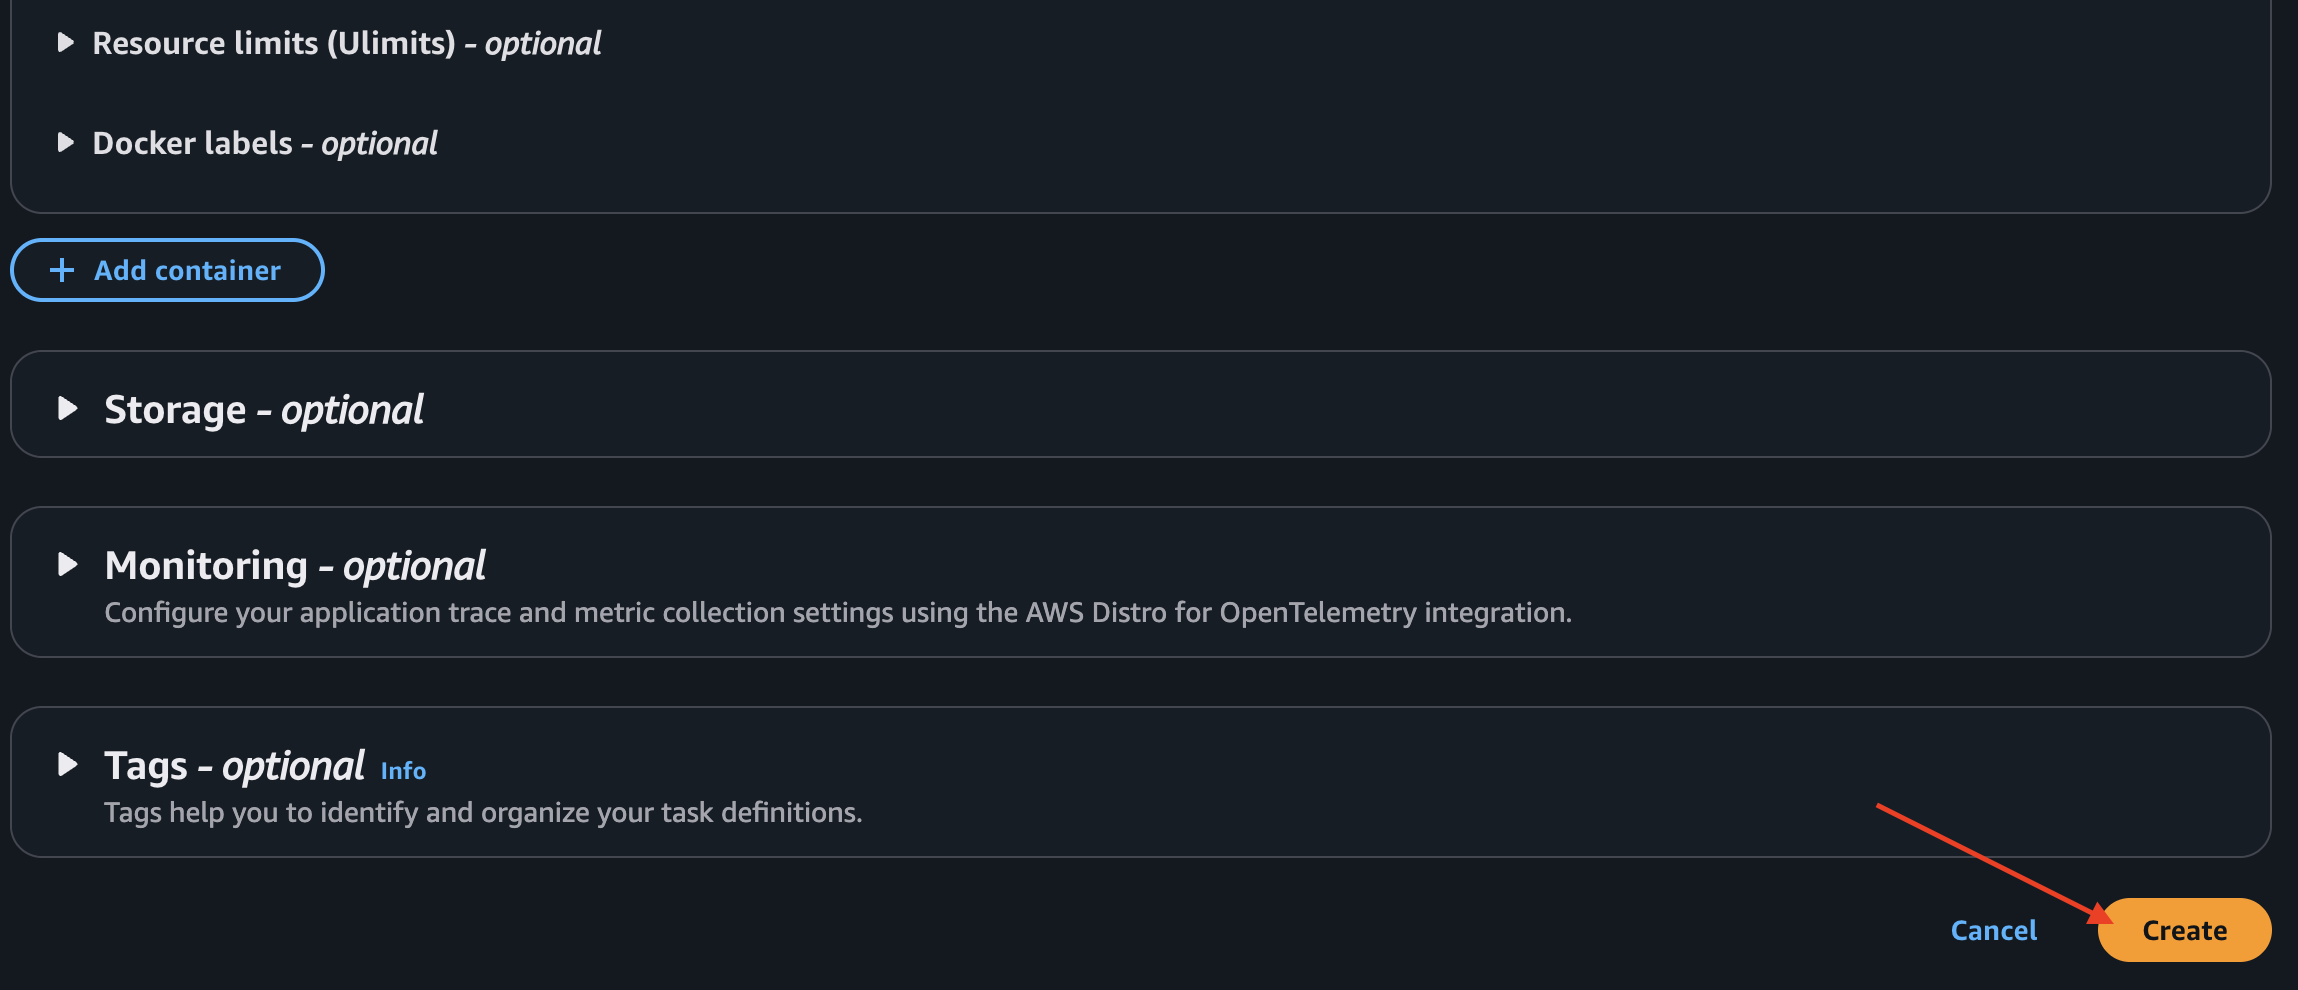 Resource limits (Ulimits) - optional
Docker labels - optional
Add container
Storage - optional
Monitoring - optional
Configure your application trace and metric collection settings using the AWS Distro for OpenTelemetry integration.
Tags - optional Info
Tags help you to identify and organize your task definitions.
Cancel Create